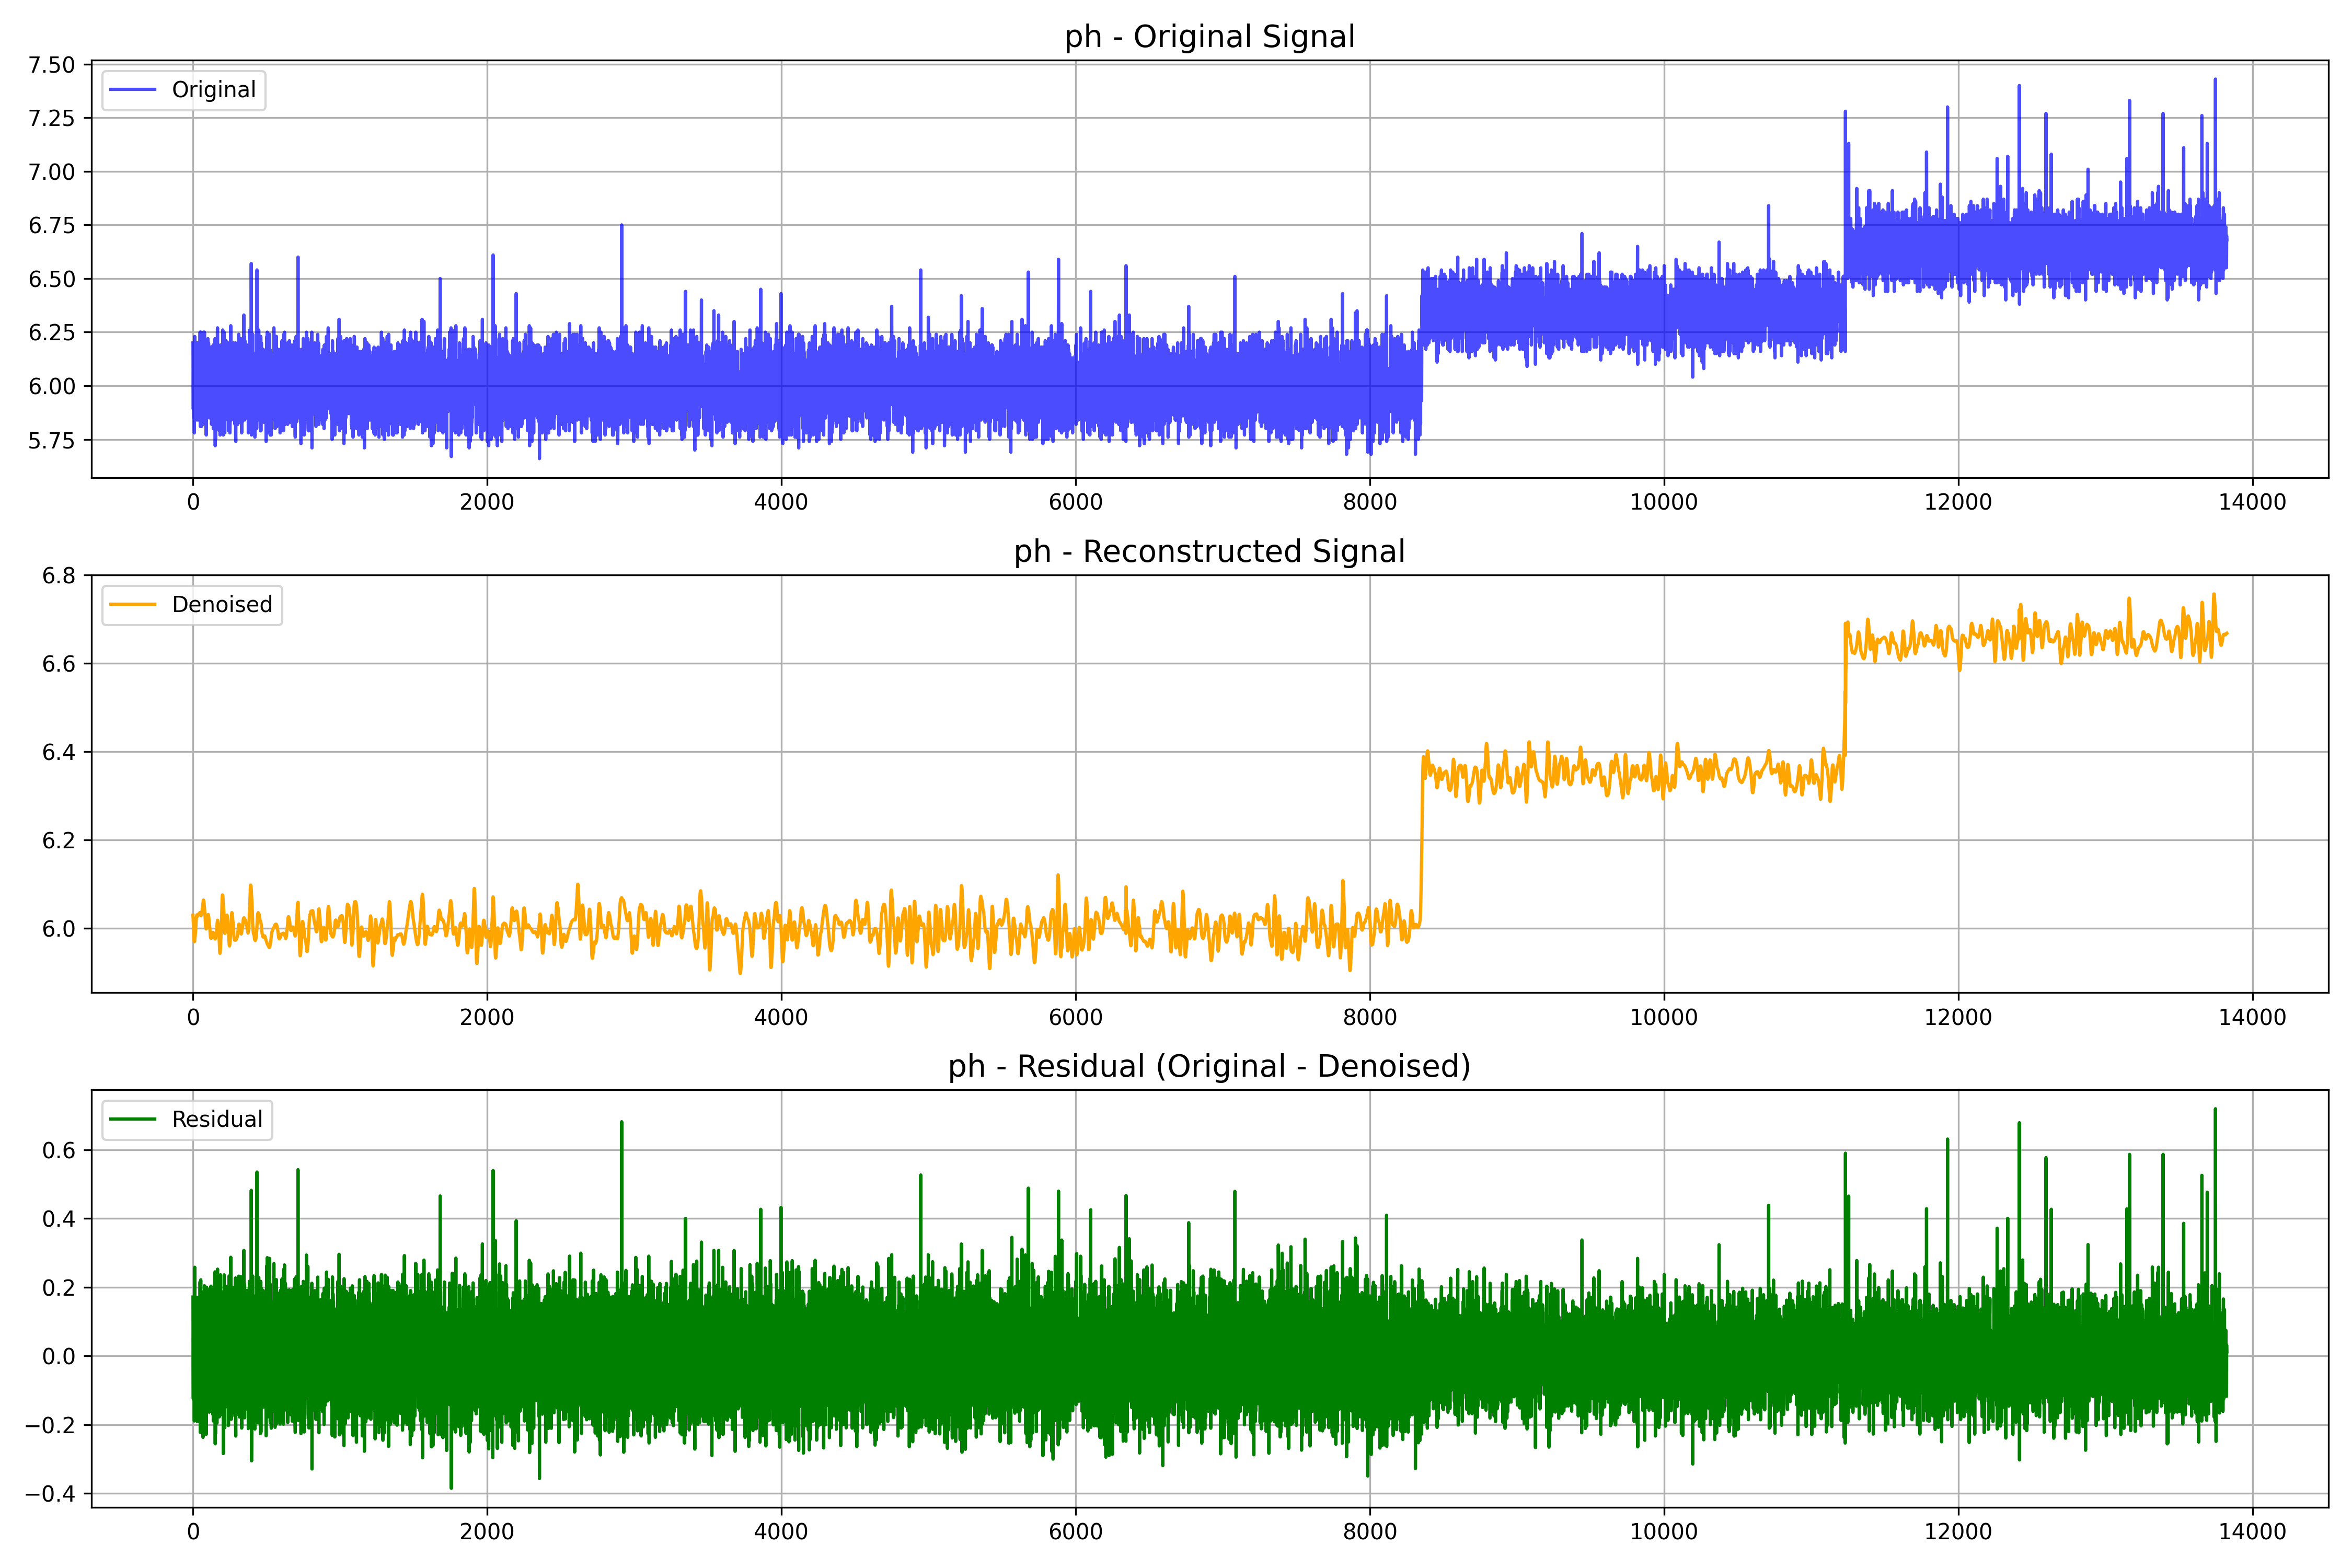 ph - Original Signal
Original
7.50
7.25
7.00
6.75
6.50
6.25
6.00
5.75
0 2000 4000 6000 8000 10000 12000 14000
ph - Reconstructed Signal
Denoised
6.8
6.6
6.4
6.2
6.0
0 2000 4000 6000 8000 10000 12000 14000
ph - Residual (Original - Denoised)
Residual
0.6
0.4
0.2
0.0
−0.2
−0.4
0 2000 4000 6000 8000 10000 12000 14000